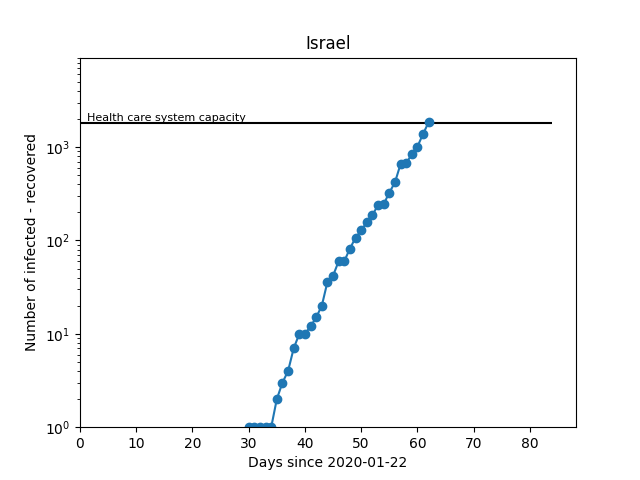 Israel
Health care system capacity
Number of infected - recovered
10^3
10^2
10^1
10^0
0 10 20 30 40 50 60 70 80
Days since 2020-01-22